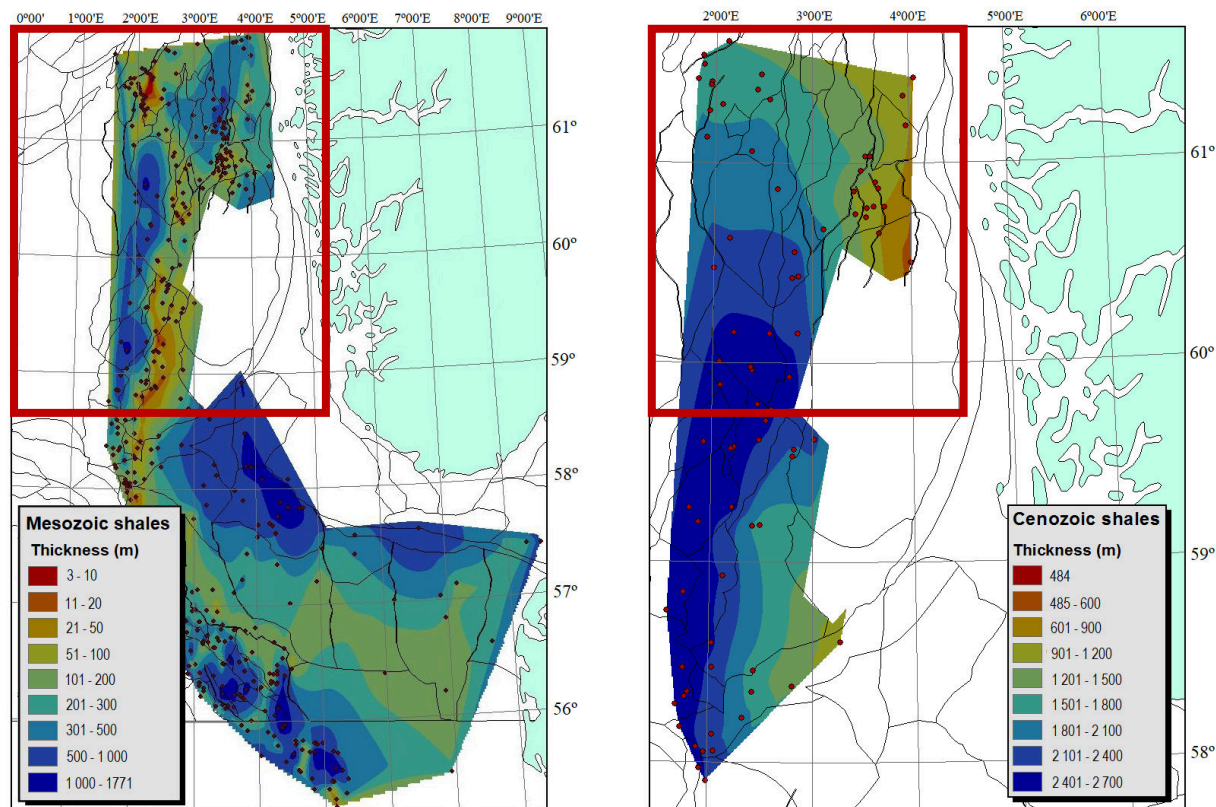 0°00' 1°00'E 2°00'E 3°00'E 4°00'E 5°00'E 6°00'E 7°00'E 8°00'E 9°00'E
61°
60°
59°
58°
57°
56°
Mesozoic shales
Thickness (m)
3 - 10
11 - 20
21 - 50
51 - 100
101 - 200
201 - 300
301 - 500
500 - 1 000
1 000 - 1771
2°00'E 3°00'E 4°00'E 5°00'E 6°00'E
61°
60°
59°
58°
Cenozoic shales
Thickness (m)
484
485 - 600
601 - 900
901 - 1 200
1 201 - 1 500
1 501 - 1 800
1 801 - 2 100
2 101 - 2 400
2 401 - 2 700